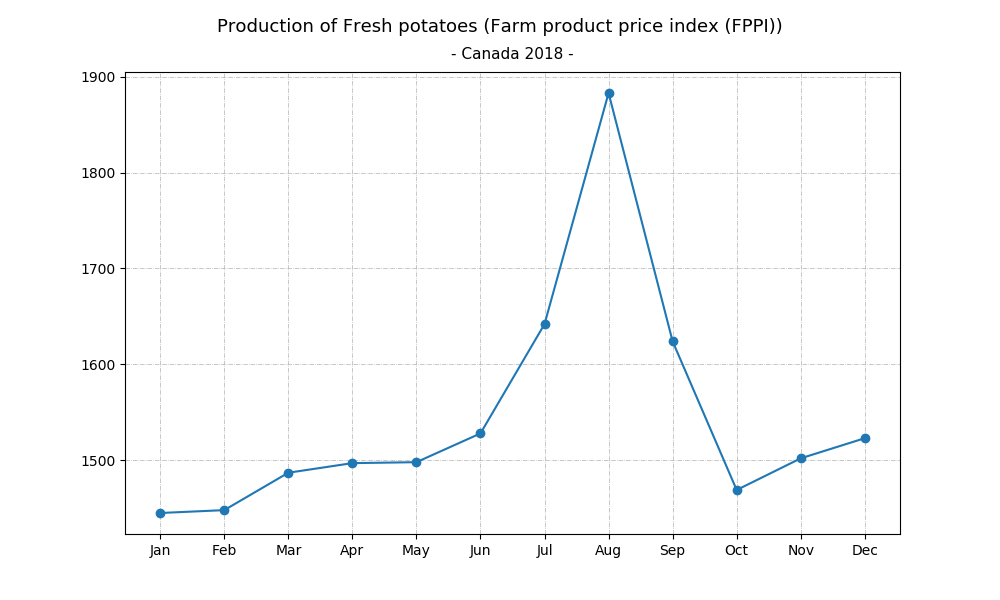 Production of Fresh potatoes (Farm product price index (FPPI))
- Canada 2018 -
1900
1800
1700
1600
1500
Jan Feb Mar Apr May Jun Jul Aug Sep Oct Nov Dec